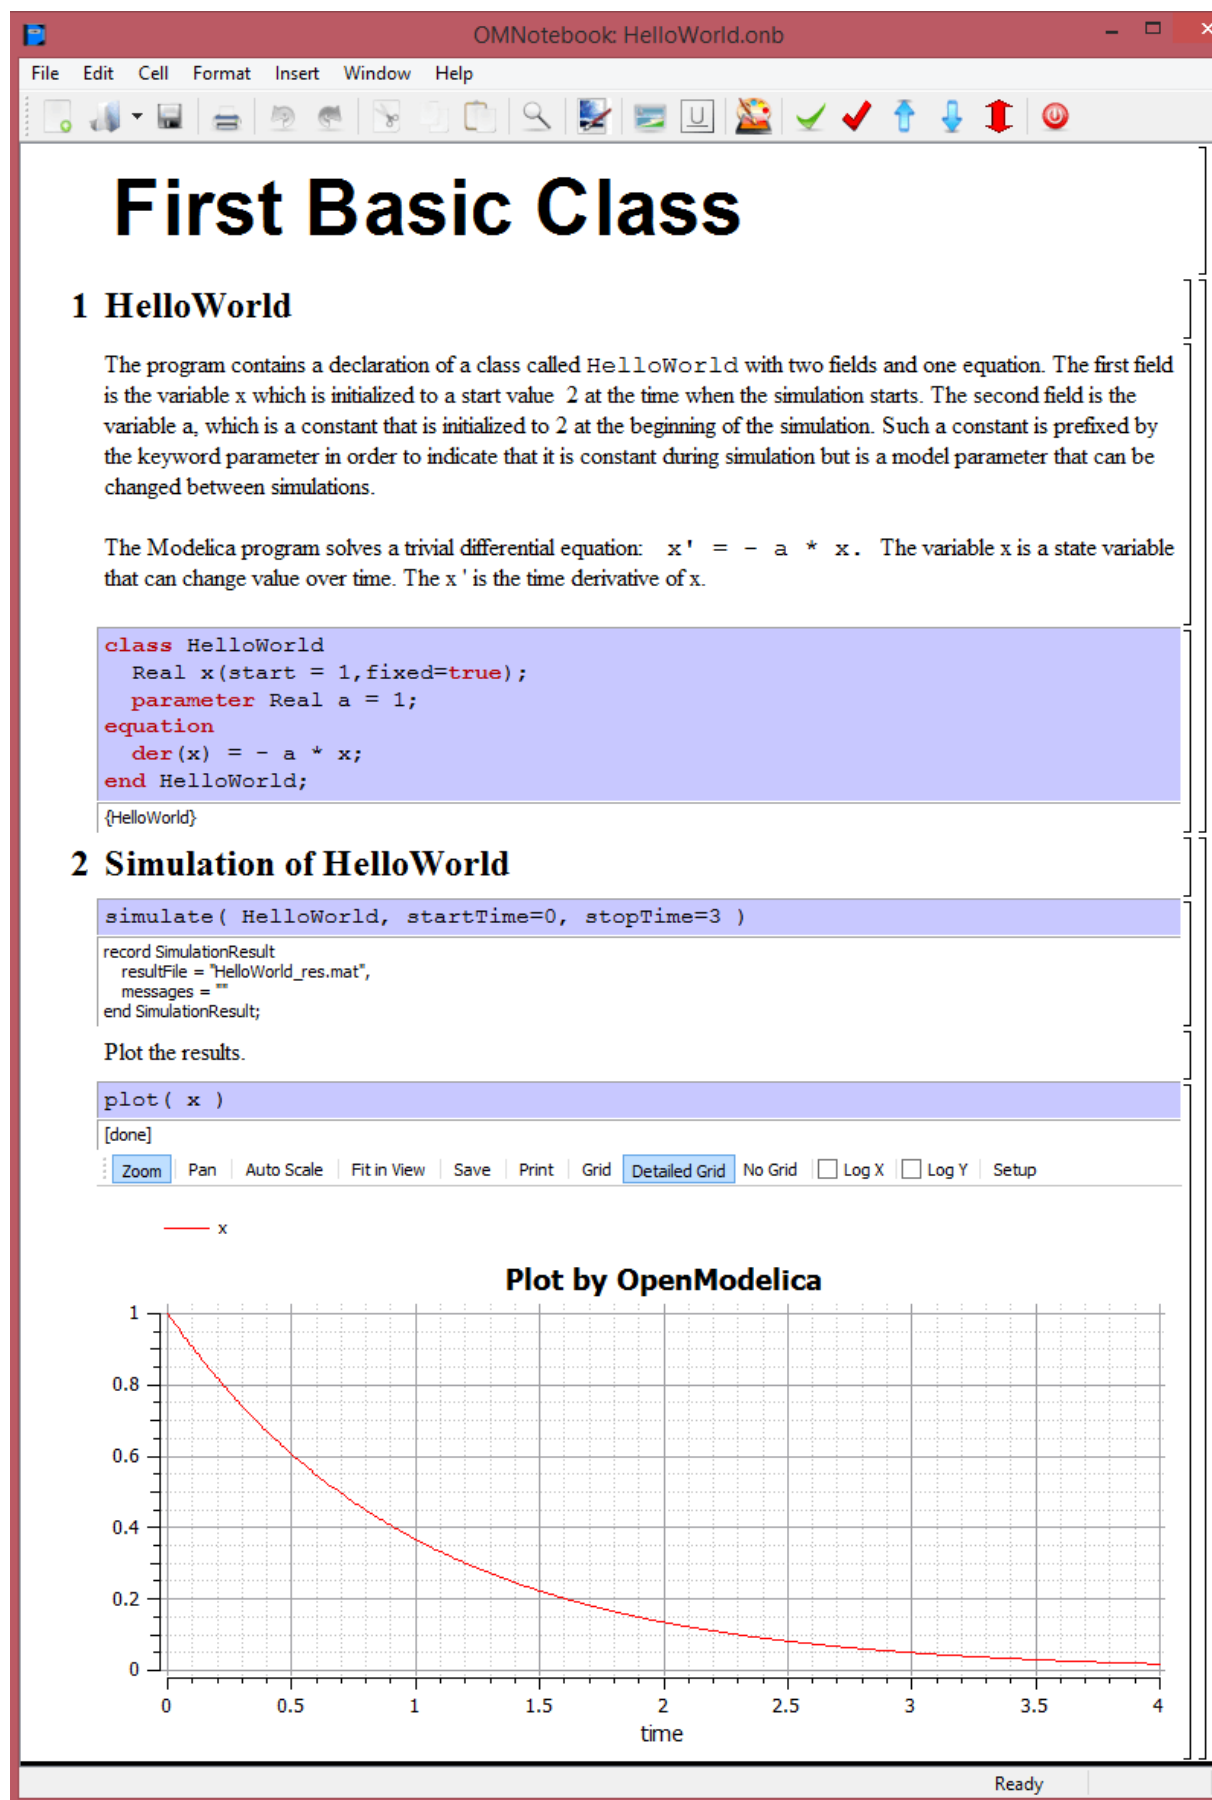 OMNotebook: HelloWorld.onb
File Edit Cell Format Insert Window Help
First Basic Class
1 HelloWorld
The program contains a declaration of a class called HelloWorld with two fields and one equation. The first field
is the variable x which is initialized to a start value  2 at the time when the simulation starts. The second field is the
variable a, which is a constant that is initialized to 2 at the beginning of the simulation. Such a constant is prefixed by
the keyword parameter in order to indicate that it is constant during simulation but is a model parameter that can be
changed between simulations.
The Modelica program solves a trivial differential equation:   x' = - a * x.  The variable x is a state variable
that can change value over time. The x ' is the time derivative of x.
class HelloWorld
  Real x(start = 1,fixed=true);
  parameter Real a = 1;
equation
  der(x) = - a * x;
end HelloWorld;
{HelloWorld}
2 Simulation of HelloWorld
simulate( HelloWorld, startTime=0, stopTime=3 )
record SimulationResult
  resultFile = "HelloWorld_res.mat",
  messages = ""
end SimulationResult;
Plot the results.
plot( x )
[done]
Zoom Pan Auto Scale Fit in View Save Print Grid Detailed Grid No Grid Log X Log Y Setup
x
Plot by OpenModelica
1
0.8
0.6
0.4
0.2
0
0 0.5 1 1.5 2 2.5 3 3.5 4
time
Ready